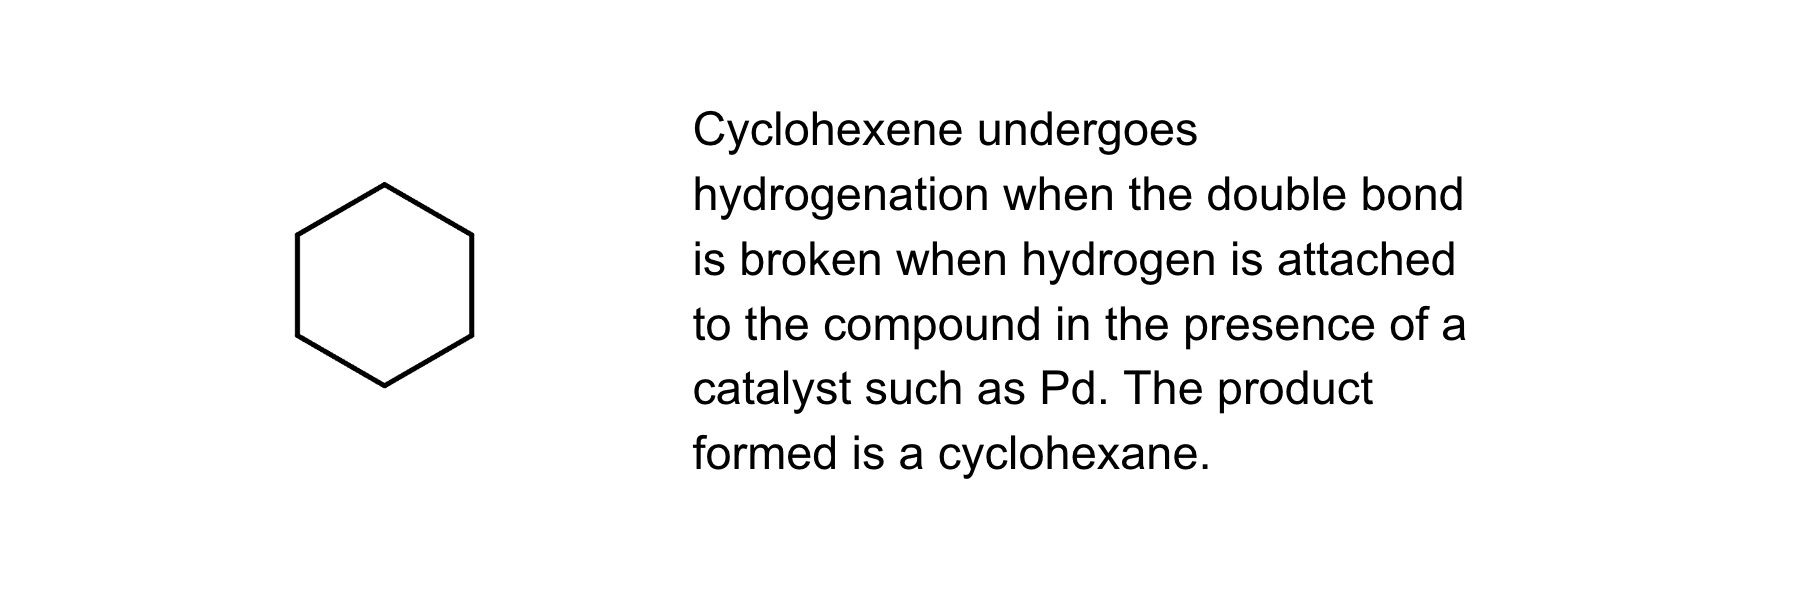 Cyclohexene undergoes
hydrogenation when the double bond
is broken when hydrogen is attached
to the compound in the presence of a
catalyst such as Pd. The product
formed is a cyclohexane.